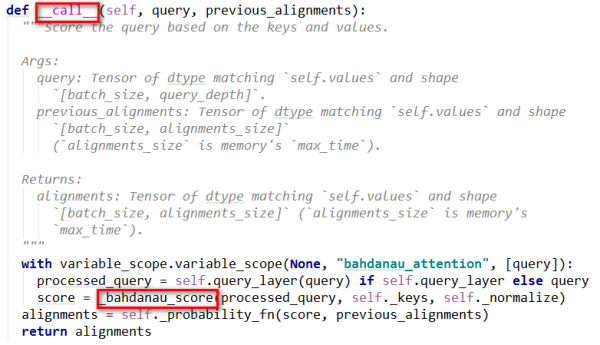 def __call__(self, query, previous_alignments):
"""Score the query based on the keys and values.
Args:
query: Tensor of dtype matching `self.values` and shape
`[batch_size, query_depth]`.
previous_alignments: Tensor of dtype matching `self.values` and shape
`[batch_size, alignments_size]`
(`alignments_size` is memory's `max_time`).
Returns:
alignments: Tensor of dtype matching `self.values` and shape
`[batch_size, alignments_size]` (`alignments_size` is memory's
`max_time`).
"""
with variable_scope.variable_scope(None, "bahdanau_attention", [query]):
processed_query = self.query_layer(query) if self.query_layer else query
score = _bahdanau_score(processed_query, self._keys, self._normalize)
alignments = self._probability_fn(score, previous_alignments)
return alignments